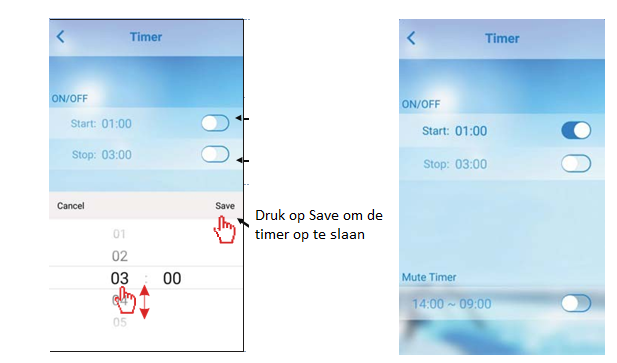 Timer
ON/OFF
Start: 01:00
Stop: 03:00
Cancel
Save
01
02
03 : 00
04
05
Druk op Save om de
timer op te slaan
Timer
ON/OFF
Start: 01:00
Stop: 03:00
Mute Timer
14:00 ~ 09:00